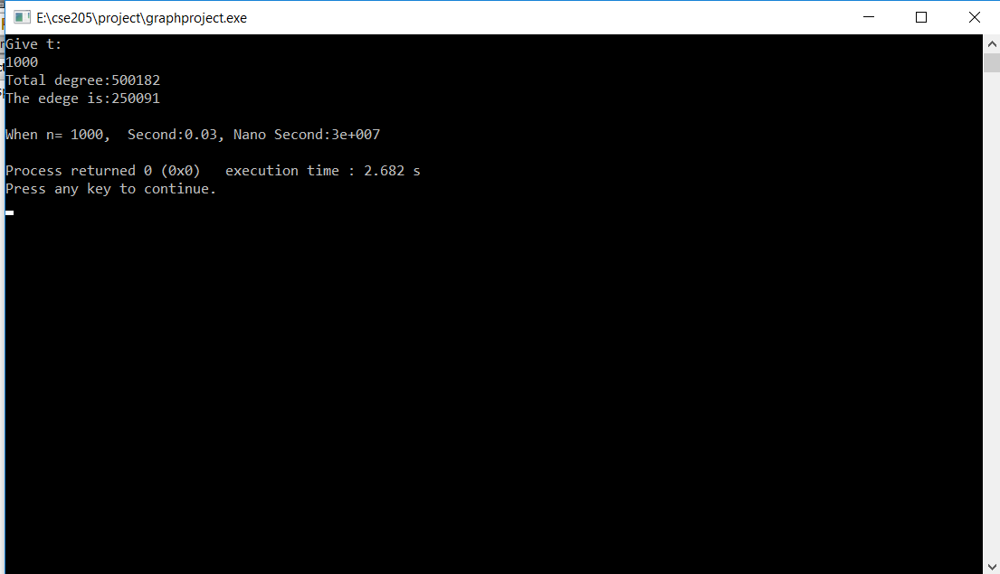 E:\cse205\project\graphproject.exe
Give t:
1000
Total degree:500182
The edege is:250091
When n= 1000,  Second:0.03, Nano Second:3e+007
Process returned 0 (0x0)   execution time : 2.682 s
Press any key to continue.